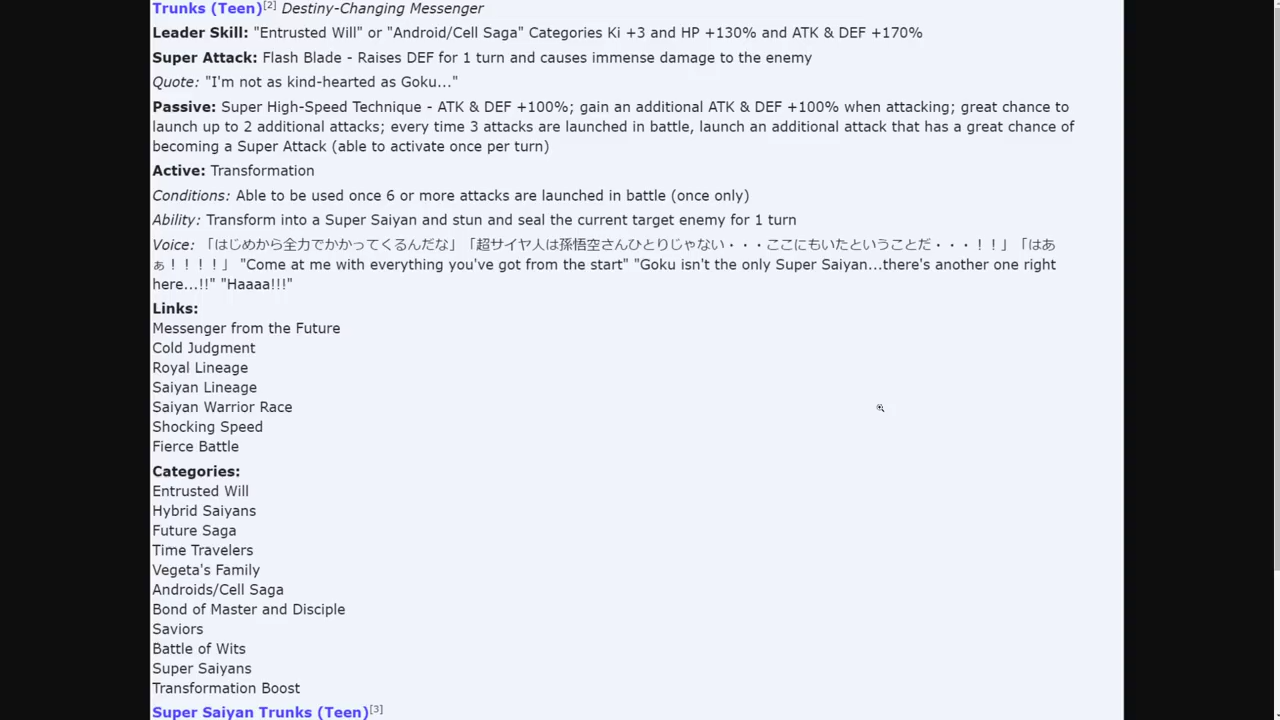 Trunks (Teen)[2] Destiny-Changing Messenger
Leader Skill: "Entrusted Will" or "Android/Cell Saga" Categories Ki +3 and HP +130% and ATK & DEF +170%
Super Attack: Flash Blade - Raises DEF for 1 turn and causes immense damage to the enemy
Quote: "I'm not as kind-hearted as Goku..."
Passive: Super High-Speed Technique - ATK & DEF +100%; gain an additional ATK & DEF +100% when attacking; great chance to
launch up to 2 additional attacks; every time 3 attacks are launched in battle, launch an additional attack that has a great chance of
becoming a Super Attack (able to activate once per turn)
Active: Transformation
Conditions: Able to be used once 6 or more attacks are launched in battle (once only)
Ability: Transform into a Super Saiyan and stun and seal the current target enemy for 1 turn
Voice: 「はじめから全力でかかってくるんだな」「超サイヤ人は孫悟空さんひとりじゃない・・・ここにもいたということだ・・・！！」「はあ
ぁ！！！！」 "Come at me with everything you've got from the start" "Goku isn't the only Super Saiyan...there's another one right
here...!!" "Haaaa!!!"
Links:
Messenger from the Future
Cold Judgment
Royal Lineage
Saiyan Lineage
Saiyan Warrior Race
Shocking Speed
Fierce Battle
Categories:
Entrusted Will
Hybrid Saiyans
Future Saga
Time Travelers
Vegeta's Family
Androids/Cell Saga
Bond of Master and Disciple
Saviors
Battle of Wits
Super Saiyans
Transformation Boost
Super Saiyan Trunks (Teen)[3]